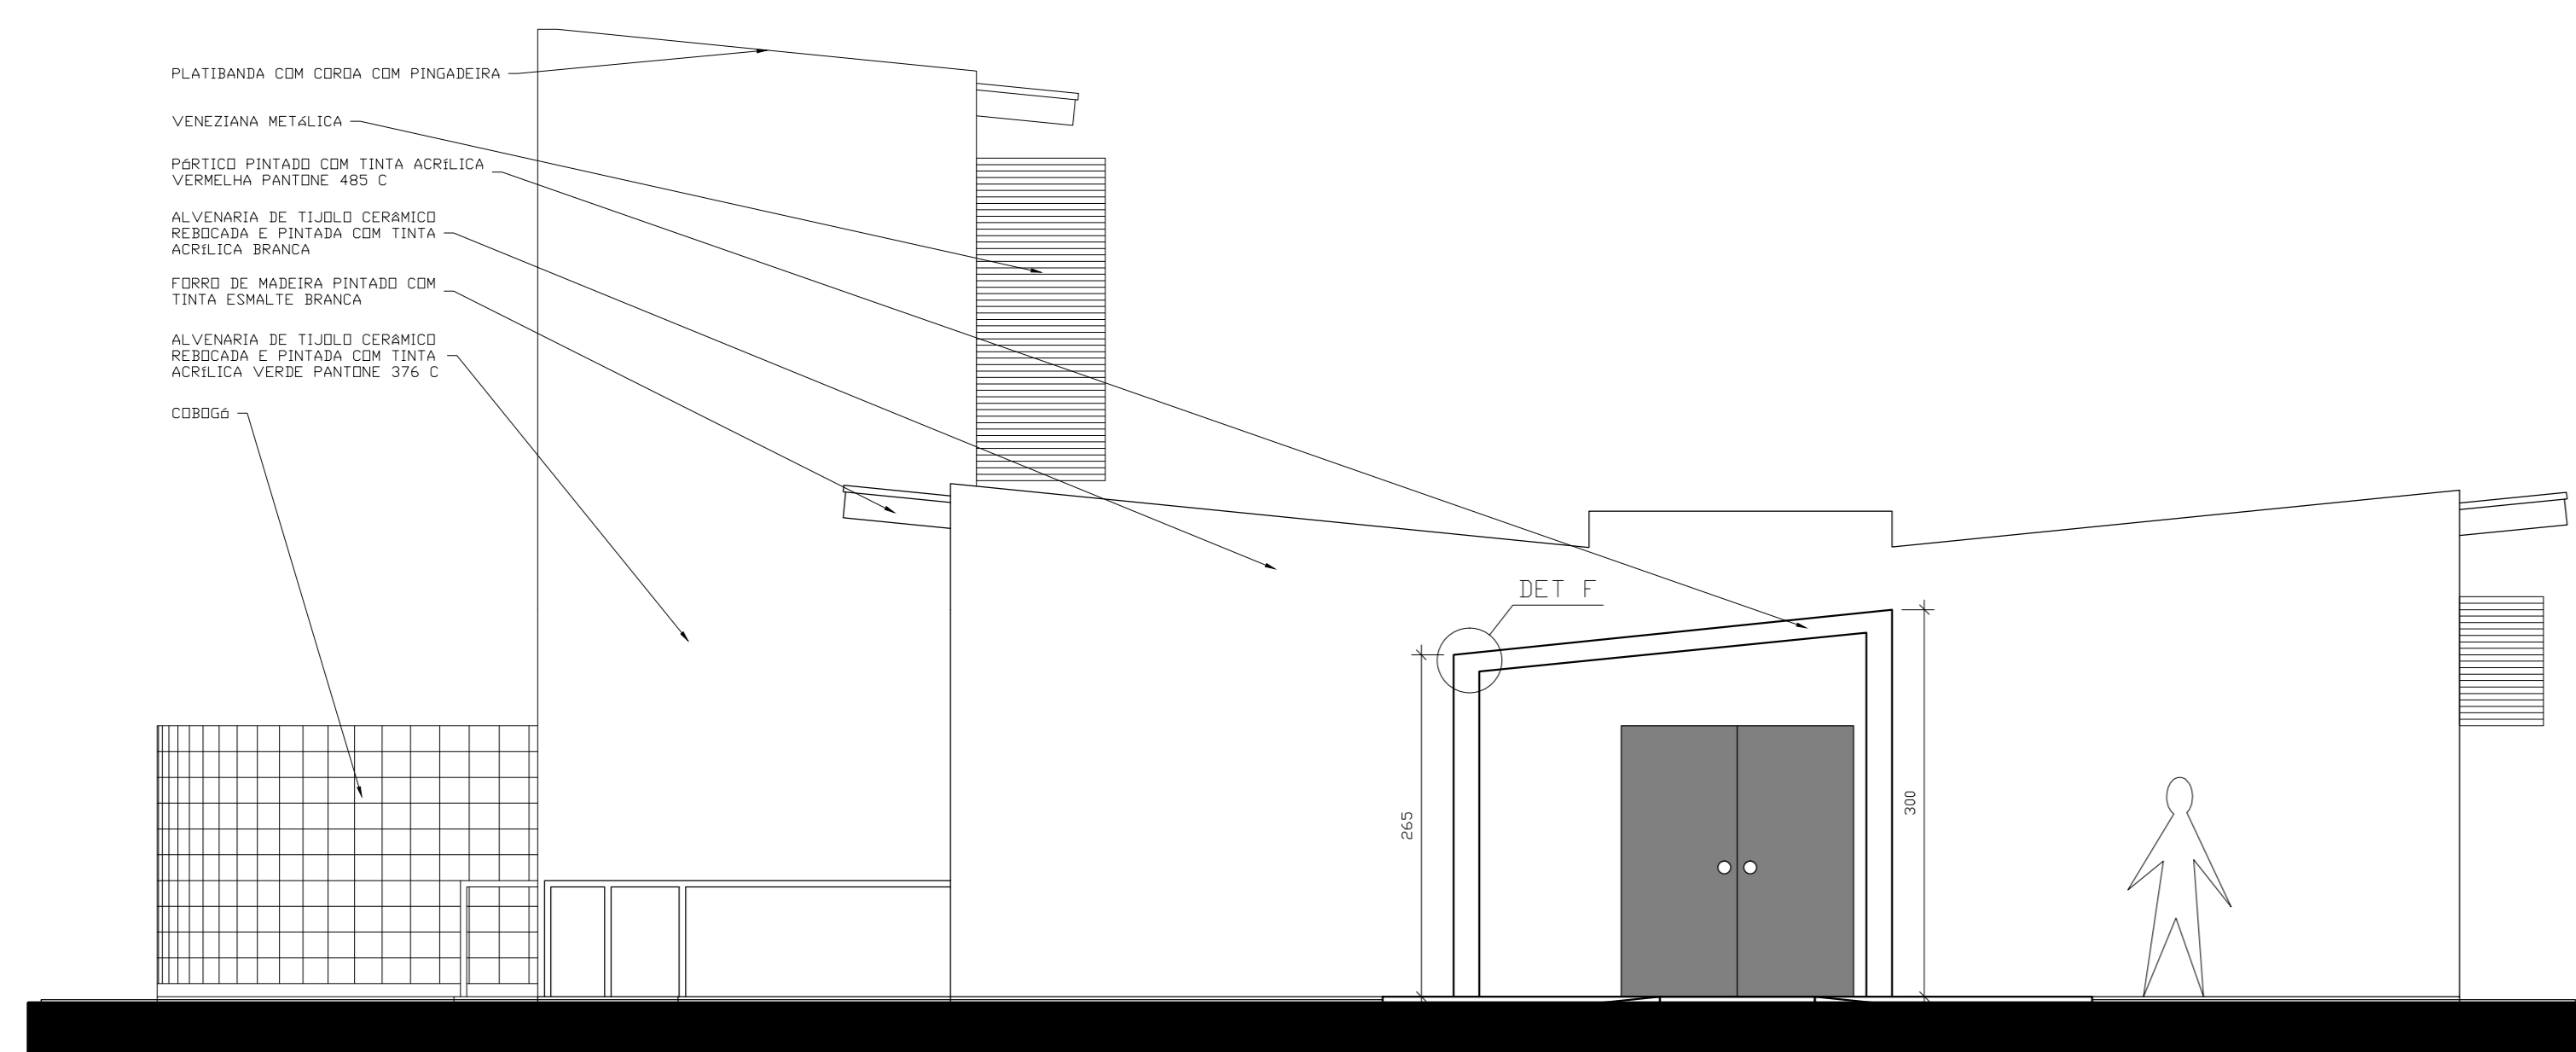 PLATIBANDA COM COROA COM PINGADEIRA
VENEZIANA METáLICA
PóRTICO PINTADO COM TINTA ACRíLICA
VERMELHA PANTONE 485 C
ALVENARIA DE TIJOLO CERâMICO
REBOCADA E PINTADA COM TINTA
ACRíLICA BRANCA
FORRO DE MADEIRA PINTADO COM
TINTA ESMALTE BRANCA
ALVENARIA DE TIJOLO CERâMICO
REBOCADA E PINTADA COM TINTA
ACRíLICA VERDE PANTONE 376 C
COBOGó
DET F
265
300